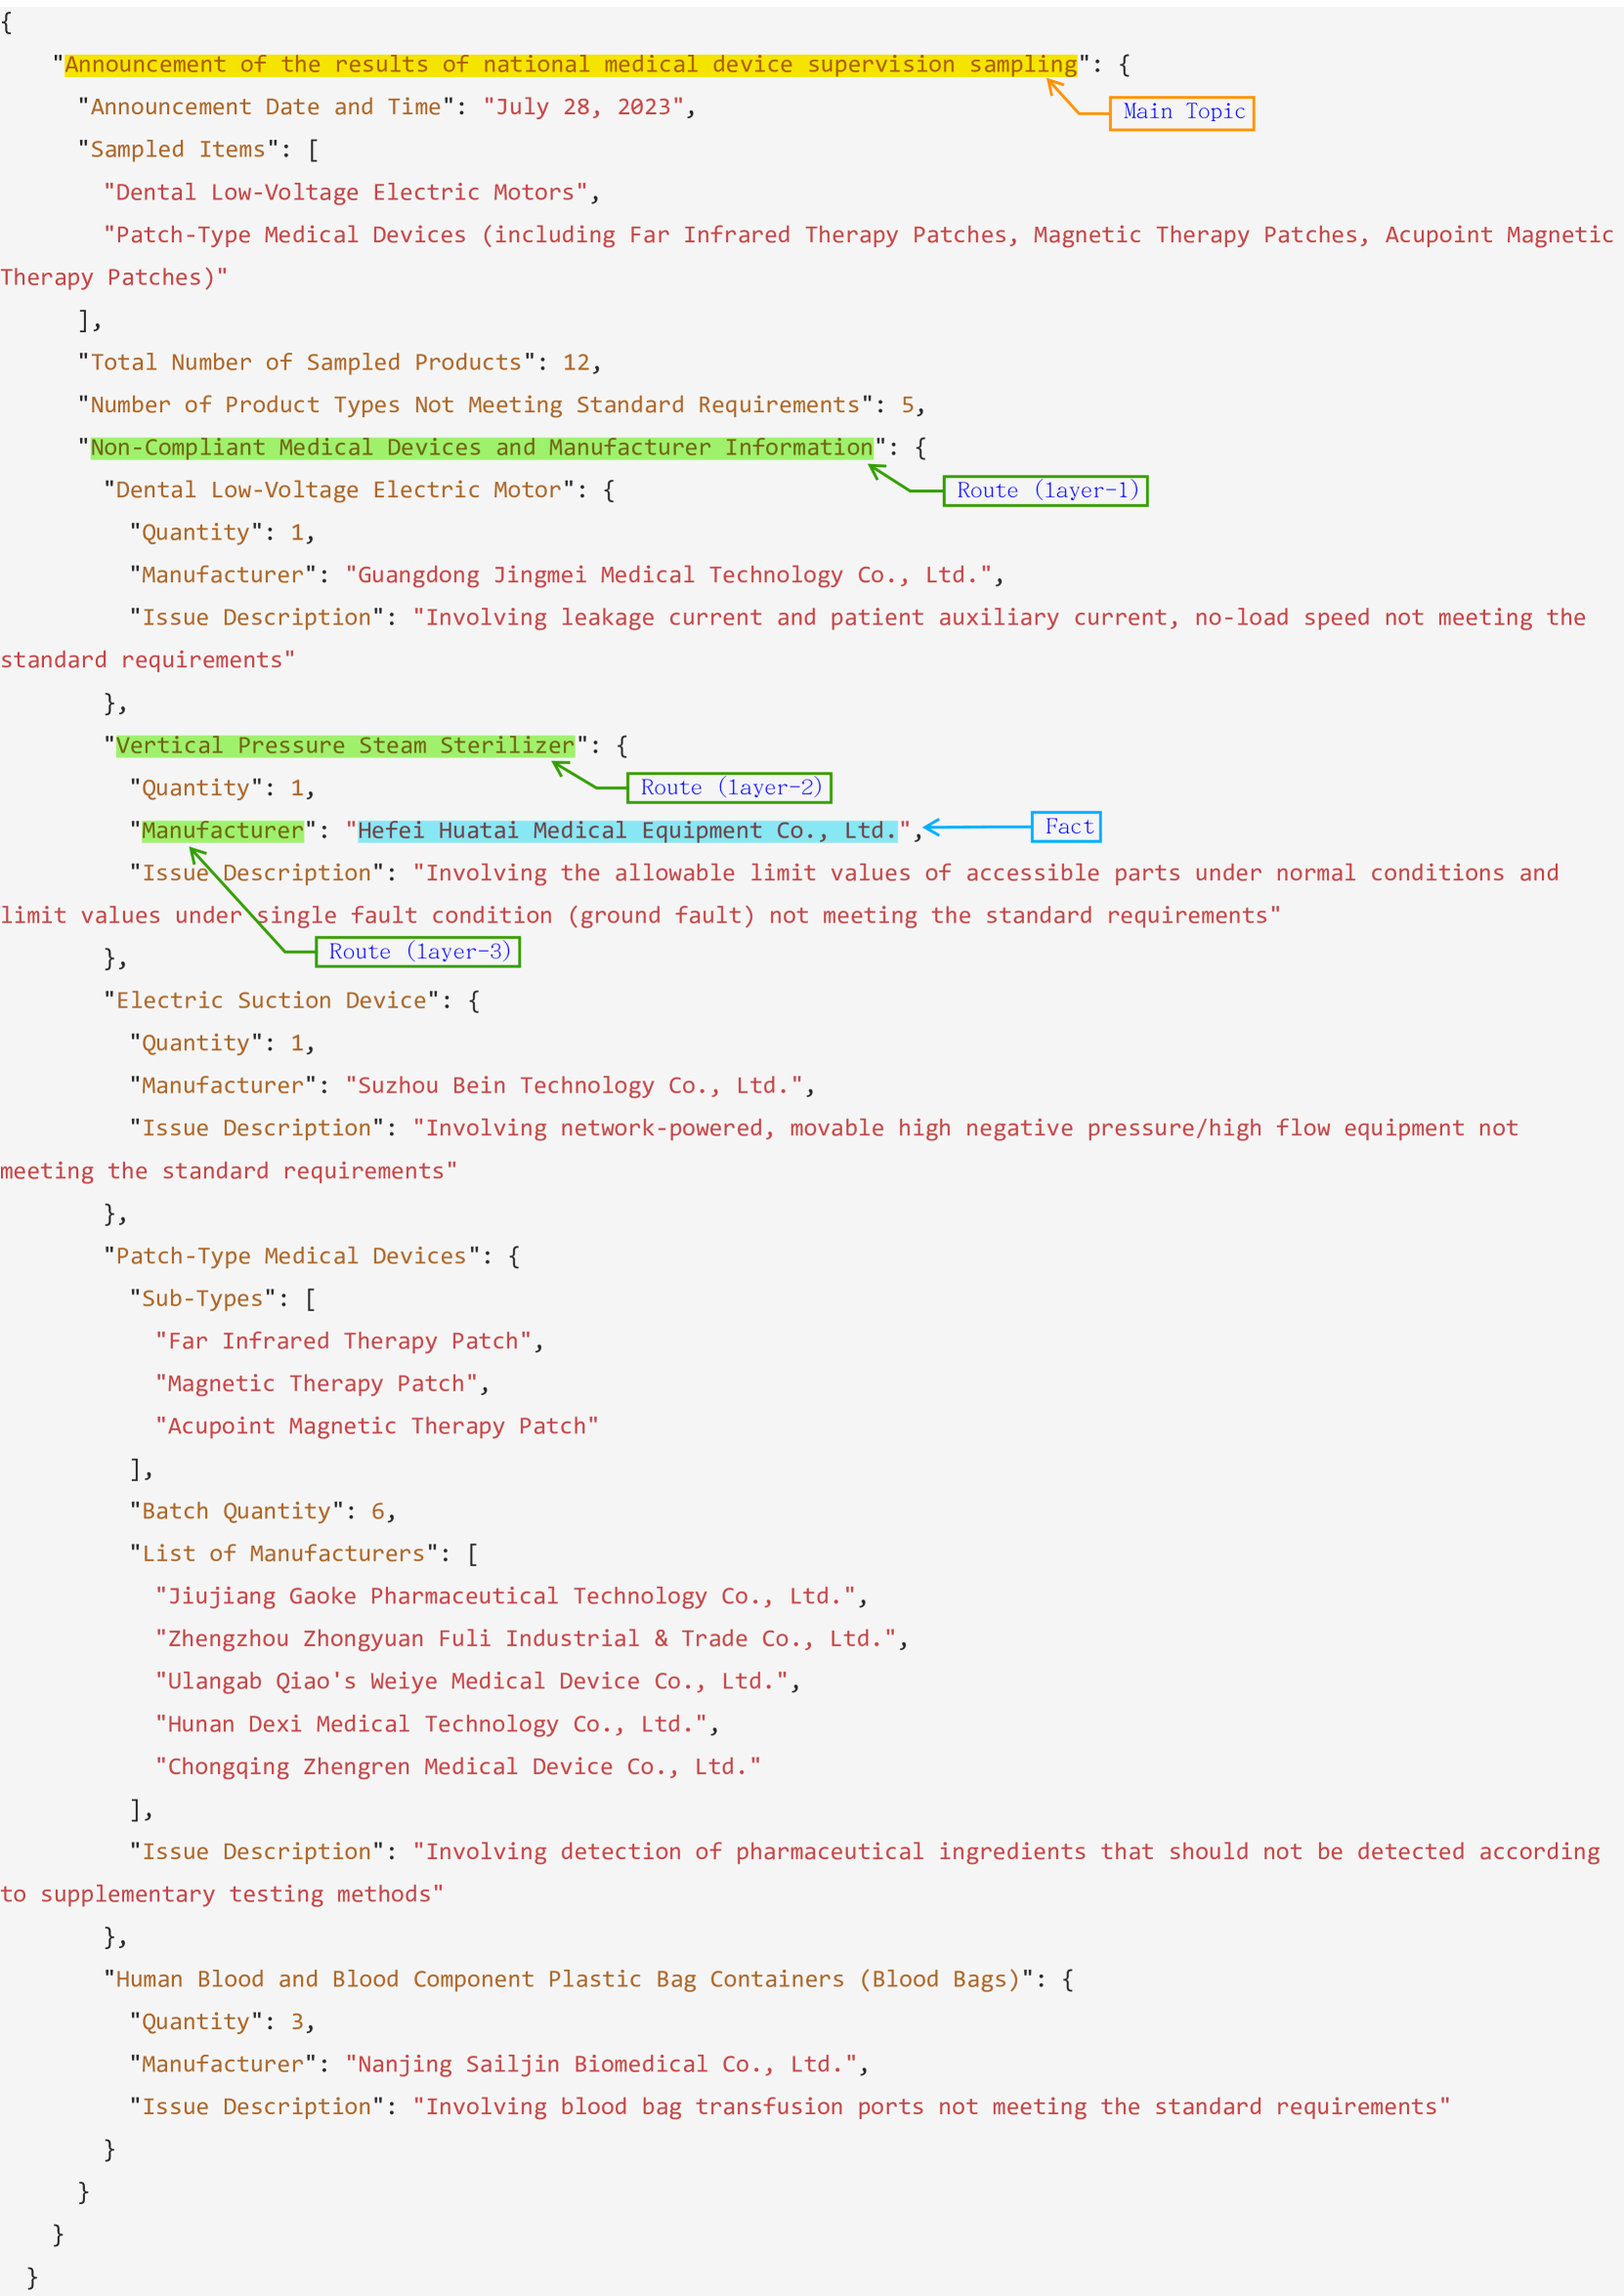 {
"Announcement of the results of national medical device supervision sampling": {
"Announcement Date and Time": "July 28, 2023",
Main Topic
"Sampled Items": [
"Dental Low-Voltage Electric Motors",
"Patch-Type Medical Devices (including Far Infrared Therapy Patches, Magnetic Therapy Patches, Acupoint Magnetic
Therapy Patches)"
],
"Total Number of Sampled Products": 12,
"Number of Product Types Not Meeting Standard Requirements": 5,
"Non-Compliant Medical Devices and Manufacturer Information": {
"Dental Low-Voltage Electric Motor": {
Route (layer-1)
"Quantity": 1,
"Manufacturer": "Guangdong Jingmei Medical Technology Co., Ltd.",
"Issue Description": "Involving leakage current and patient auxiliary current, no-load speed not meeting the
standard requirements"
},
"Vertical Pressure Steam Sterilizer": {
"Quantity": 1,
Route (layer-2)
"Manufacturer": "Hefei Huatai Medical Equipment Co., Ltd.",
Fact
"Issue Description": "Involving the allowable limit values of accessible parts under normal conditions and
limit values under single fault condition (ground fault) not meeting the standard requirements"
},
Route (layer-3)
"Electric Suction Device": {
"Quantity": 1,
"Manufacturer": "Suzhou Bein Technology Co., Ltd.",
"Issue Description": "Involving network-powered, movable high negative pressure/high flow equipment not
meeting the standard requirements"
},
"Patch-Type Medical Devices": {
"Sub-Types": [
"Far Infrared Therapy Patch",
"Magnetic Therapy Patch",
"Acupoint Magnetic Therapy Patch"
],
"Batch Quantity": 6,
"List of Manufacturers": [
"Jiujiang Gaoke Pharmaceutical Technology Co., Ltd.",
"Zhengzhou Zhongyuan Fuli Industrial & Trade Co., Ltd.",
"Ulangab Qiao's Weiye Medical Device Co., Ltd.",
"Hunan Dexi Medical Technology Co., Ltd.",
"Chongqing Zhengren Medical Device Co., Ltd."
],
"Issue Description": "Involving detection of pharmaceutical ingredients that should not be detected according
to supplementary testing methods"
},
"Human Blood and Blood Component Plastic Bag Containers (Blood Bags)": {
"Quantity": 3,
"Manufacturer": "Nanjing Sailjin Biomedical Co., Ltd.",
"Issue Description": "Involving blood bag transfusion ports not meeting the standard requirements"
}
}
}
}